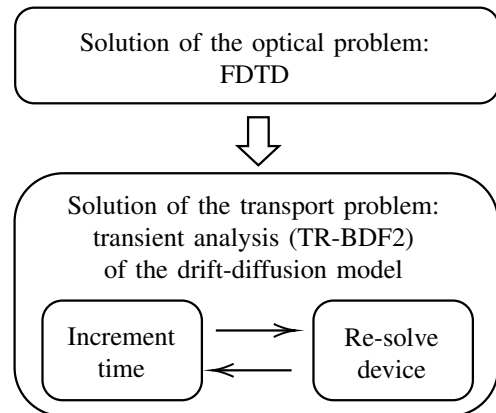 Solution of the optical problem:
FDTD
Solution of the transport problem:
transient analysis (TR-BDF2)
of the drift-diffusion model
Increment
time
Re-solve
device